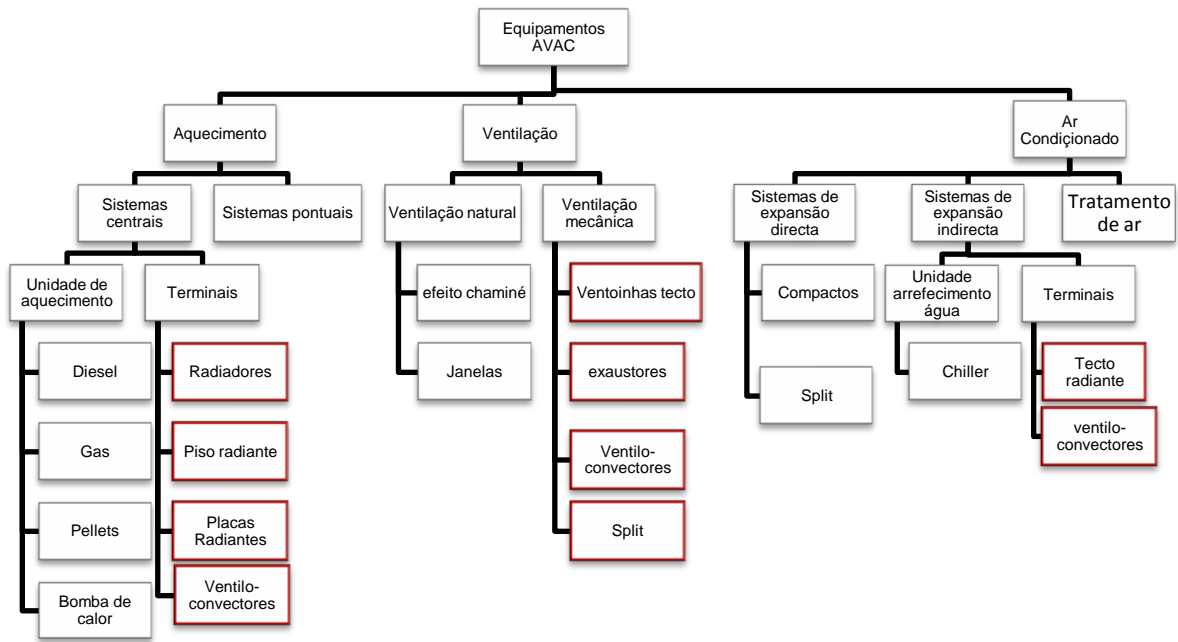 Equipamentos
AVAC
Aquecimento
Ventilação
Ar
Condiçionado
Sistemas
centrais
Sistemas pontuais
Ventilação natural
Ventilação
mecânica
Sistemas de
expansão
directa
Sistemas de
expansão
indirecta
Tratamento
de ar
Unidade de
aquecimento
Terminais
efeito chaminé
Ventoinhas tecto
Compactos
Unidade
arrefecimento
água
Terminais
Diesel
Radiadores
Janelas
exaustores
Split
Chiller
Tecto
radiante
Gas
Piso radiante
Ventilo-
convectores
ventilo-
convectores
Pellets
Placas
Radiantes
Split
Bomba de
calor
Ventilo-
convectores